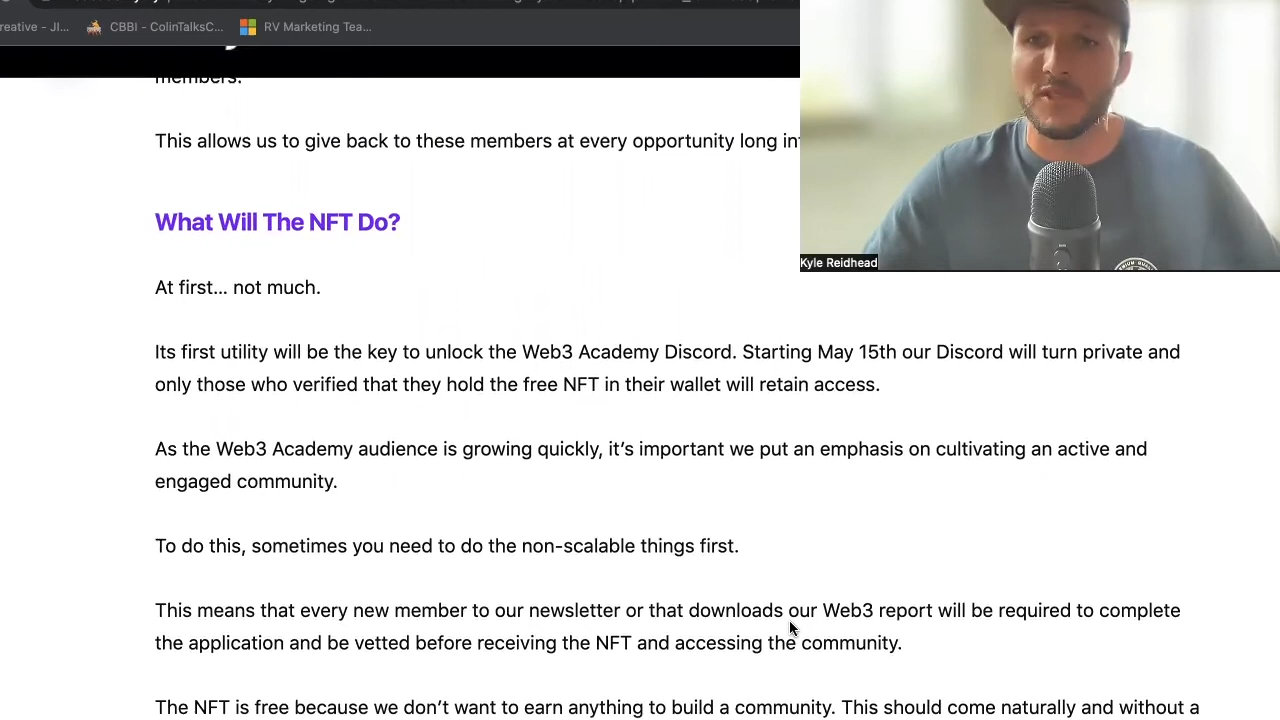 reative - JI...
CBBI - ColinTalksC...
RV Marketing Tea...
members.
This allows us to give back to these members at every opportunity long
Kyle Reidhead
What Will The NFT Do?
At first... not much.
Its first utility will be the key to unlock the Web3 Academy Discord. Starting May 15th our Discord will turn private and
only those who verified that they hold the free NFT in their wallet will retain access.
As the Web3 Academy audience is growing quickly, it’s important we put an emphasis on cultivating an active and
engaged community.
To do this, sometimes you need to do the non-scalable things first.
This means that every new member to our newsletter or that downloads our Web3 report will be required to complete
the application and be vetted before receiving the NFT and accessing the community.
The NFT is free because we don’t want to earn anything to build a community. This should come naturally and without a